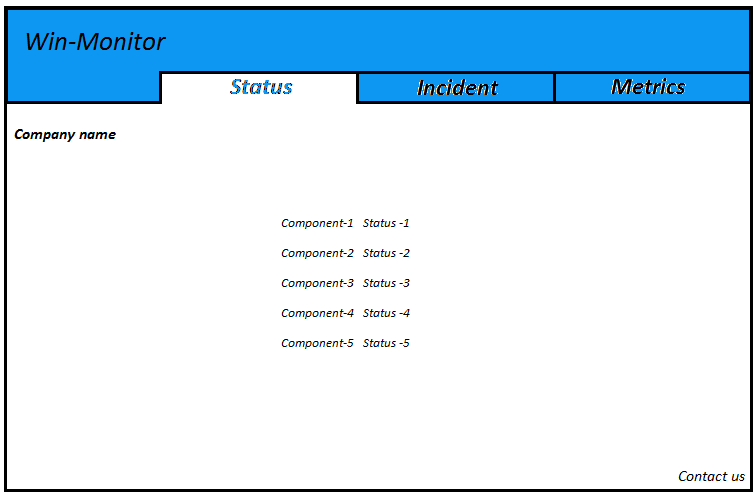 Win-Monitor
Status Incident Metrics
Company name
Component-1 Status -1
Component-2 Status -2
Component-3 Status -3
Component-4 Status -4
Component-5 Status -5
Contact us